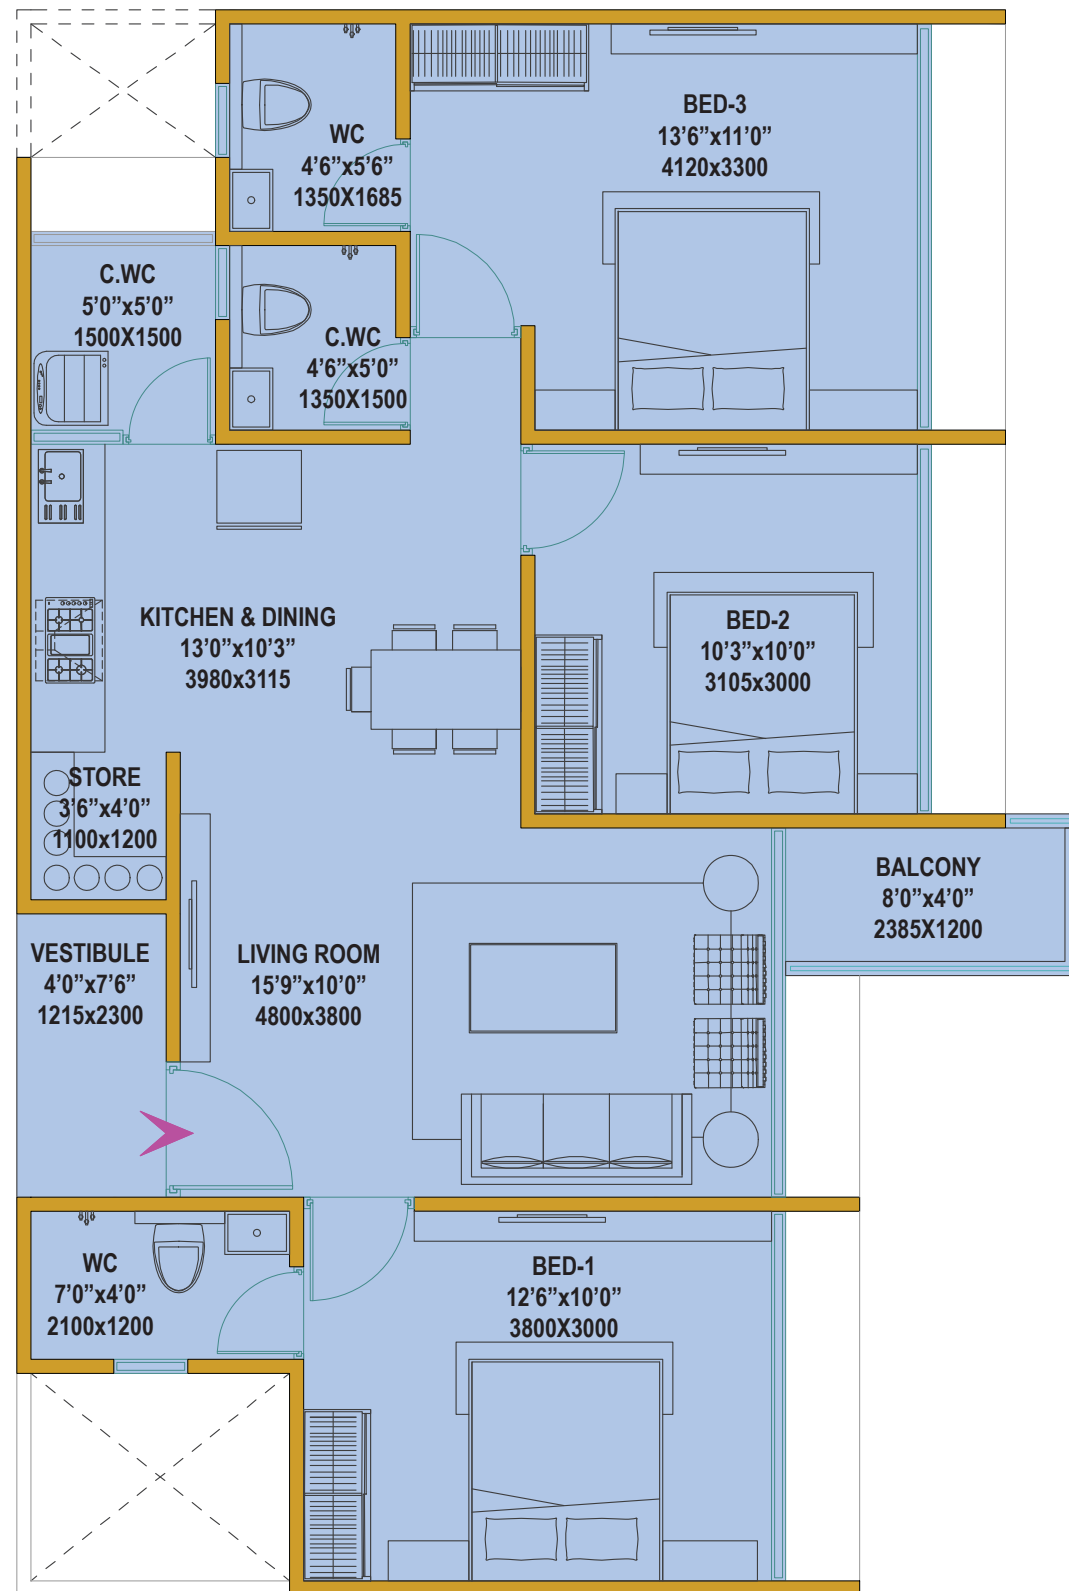 BED-3
13’6”x11’0”
4120x3300
WC
4’6”x5’6”
1350X1685
C.WC
5’0”x5’0”
1500X1500
C.WC
4’6”x5’0”
1350X1500
KITCHEN & DINING
13’0”x10’3”
3980x3115
BED-2
10’3”x10’0”
3105x3000
STORE
3’6”x4’0”
1100x1200
BALCONY
8’0”x4’0”
2385X1200
VESTIBULE
4’0”x7’6”
1215x2300
LIVING ROOM
15’9”x10’0”
4800x3800
WC
7’0”x4’0”
2100x1200
BED-1
12’6”x10’0”
3800X3000